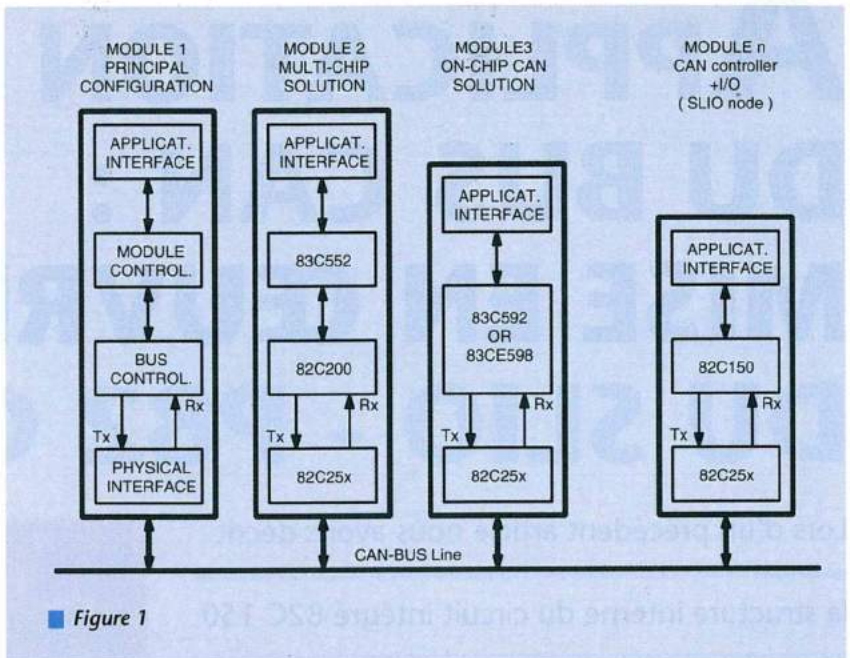 MODULE 1
PRINCIPAL
CONFIGURATION
APPLICAT.
INTERFACE
MODULE
CONTROL.
BUS
CONTROL.
Tx
Rx
PHYSICAL
INTERFACE
MODULE 2
MULTI-CHIP
SOLUTION
APPLICAT.
INTERFACE
83C552
82C200
Tx
Rx
82C25x
MODULE3
ON-CHIP CAN
SOLUTION
APPLICAT.
INTERFACE
83C592
OR
83CE598
Tx
Rx
82C25x
MODULE n
CAN controller
+I/O
( SLIO node )
APPLICAT.
INTERFACE
82C150
Tx
Rx
82C25x
CAN-BUS Line
Figure 1